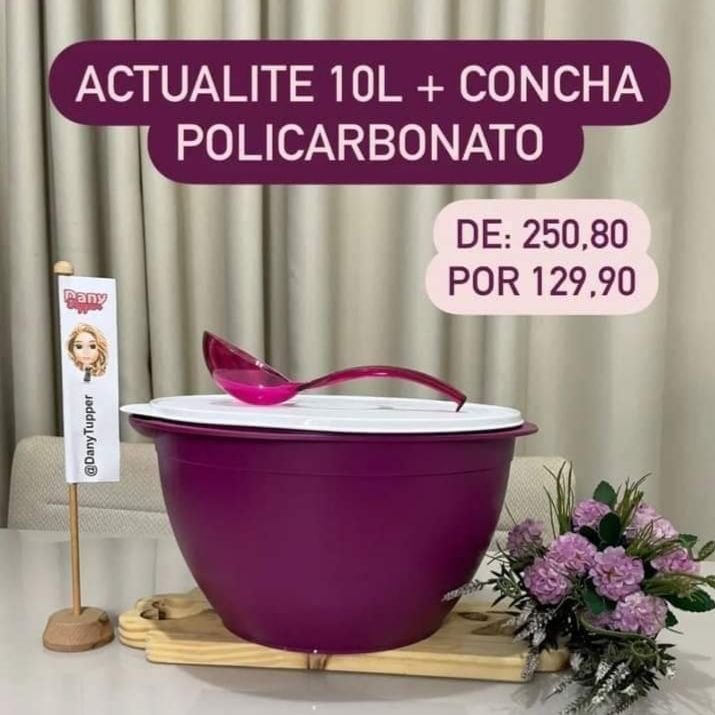 ACTUALITE 10L + CONCHA
POLICARBONATO
DE: 250,80
POR 129,90
Dany
Tupper
@DanyTupper